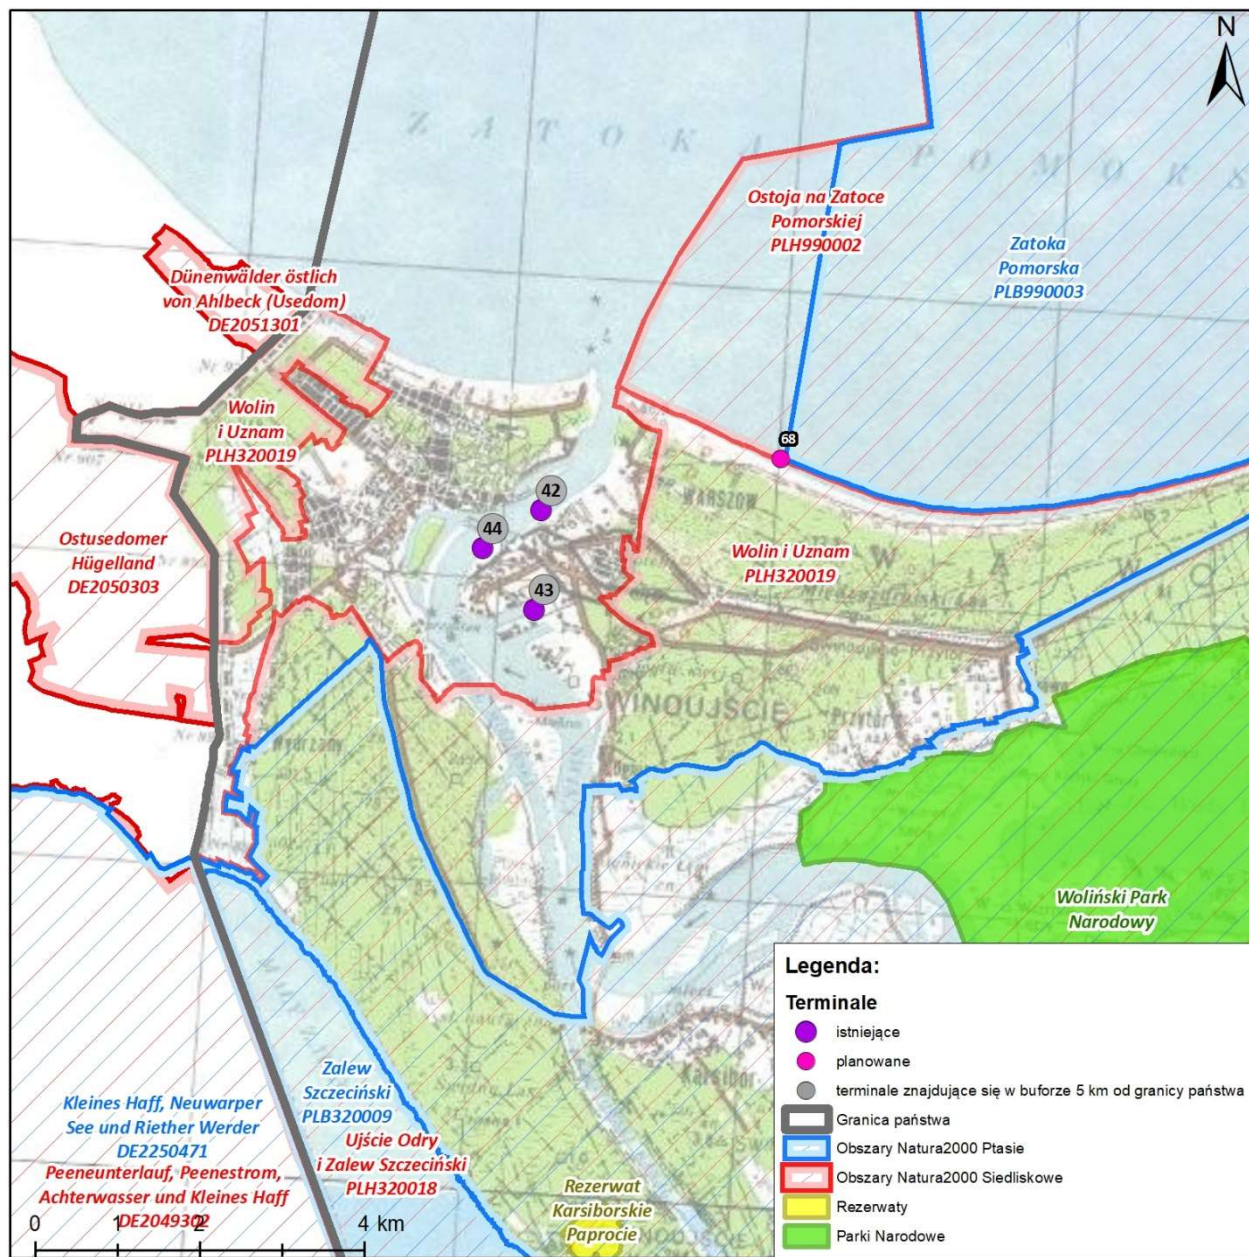 N
Z A T O K A
P O M O R S K
Ostoja na Zatoce
Pomorskiej
PLH990002
Zatoka
Pomorska
PLB990003
Dünenwälder östlich
von Ahlbeck (Usedom)
DE2051301
Wolin
i Uznam
PLH320019
68
42
44
43
WARSZÓW
Ostusedomer
Hügelland
DE2050303
Wolin i Uznam
PLH320019
W
A
W
O
WINOUJŚCIE
Przytór
Wydrzany
Woliński Park
Narodowy
Karsibór
Zalew
Szczeciński
PLB320009
Kleines Haff, Neuwarper
See und Riether Werder
DE2250471
Ujście Odry
i Zalew Szczeciński
PLH320018
Peeneunterlauf, Peenestrom,
Achterwasser und Kleines Haff
DE2049302
Rezerwat
Karsiborskie
Paprocie
0 1 2 4 km
Legenda:
Terminale
istniejące
planowane
terminale znajdujące się w buforze 5 km od granicy państwa
Granica państwa
Obszary Natura2000 Ptasie
Obszary Natura2000 Siedliskowe
Rezerwaty
Parki Narodowe